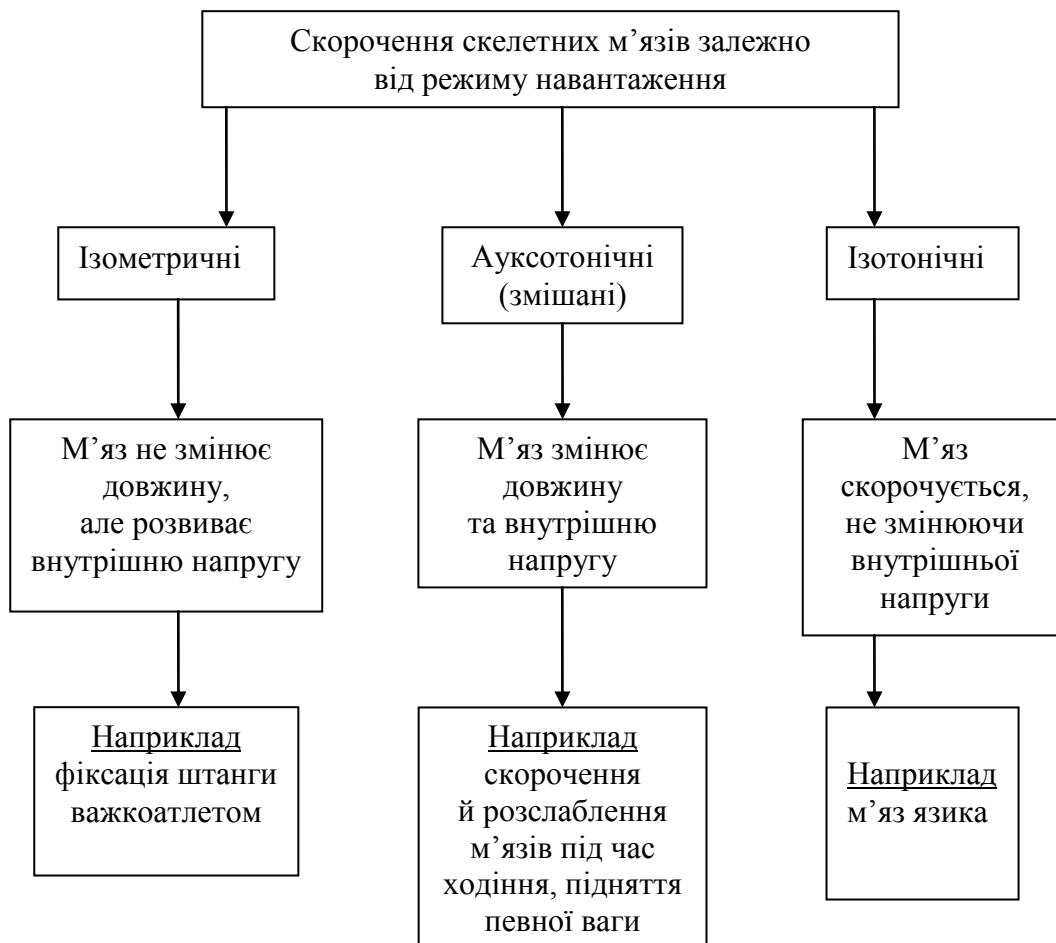 Скорочення скелетних м’язів залежно
від режиму навантаження
Ізометричні
Ауксотонічні
(змішані)
Ізотонічні
М’яз не змінює
довжину,
але розвиває
внутрішню напругу
М’яз змінює
довжину
та внутрішню
напругу
М’яз
скорочується,
не змінюючи
внутрішньої
напруги
Наприклад
фіксація штанги
важкоатлетом
Наприклад
скорочення
й розслаблення
м’язів під час
ходіння, підняття
певної ваги
Наприклад
м’яз язика